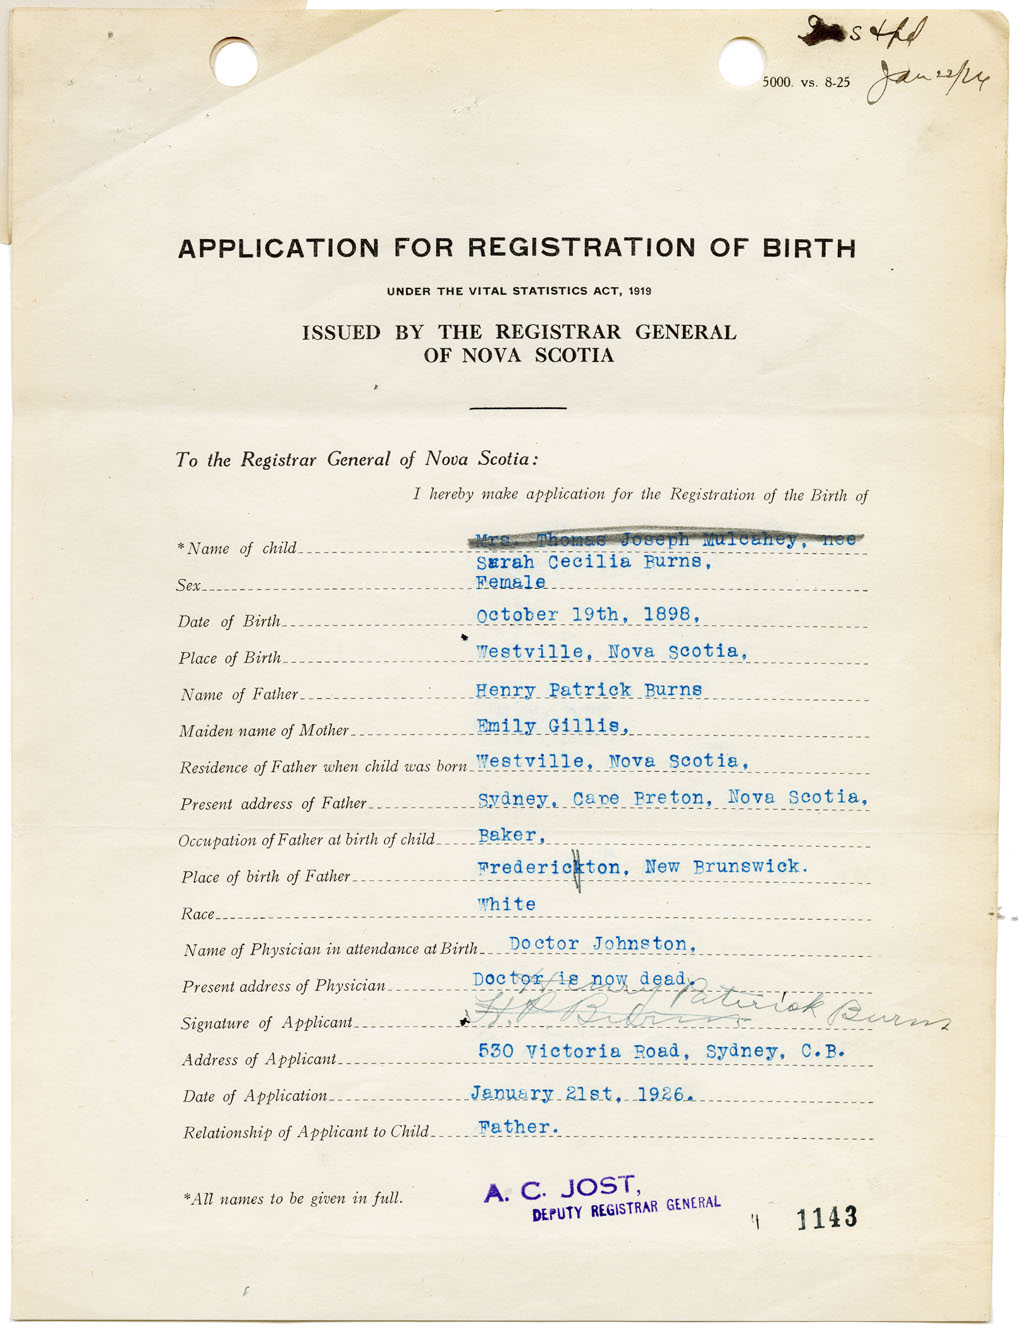 5000. vs. 8-25 Jan 22/26
APPLICATION FOR REGISTRATION OF BIRTH
UNDER THE VITAL STATISTICS ACT, 1919
ISSUED BY THE REGISTRAR GENERAL
OF NOVA SCOTIA
To the Registrar General of Nova Scotia:
I hereby make application for the Registration of the Birth of
*Name of child Mrs. Thomas Joseph Mulcahey, nee
Sarah Cecilia Burns,
Sex Female
Date of Birth October 19th, 1898,
Place of Birth Westville, Nova Scotia,
Name of Father Henry Patrick Burns
Maiden name of Mother Emily Gillis,
Residence of Father when child was born Westville, Nova Scotia,
Present address of Father Sydney, Cape Breton, Nova Scotia,
Occupation of Father at birth of child Baker,
Place of birth of Father Frederickton, New Brunswick.
Race White
Name of Physician in attendance at Birth Doctor Johnston,
Present address of Physician Doctor is now dead.
Henry Patrick Burns
Signature of Applicant H P Burns
Address of Applicant 530 Victoria Road, Sydney, C.B.
Date of Application January 21st, 1926.
Relationship of Applicant to Child Father.
*All names to be given in full. A. C. JOST,
DEPUTY REGISTRAR GENERAL
1143